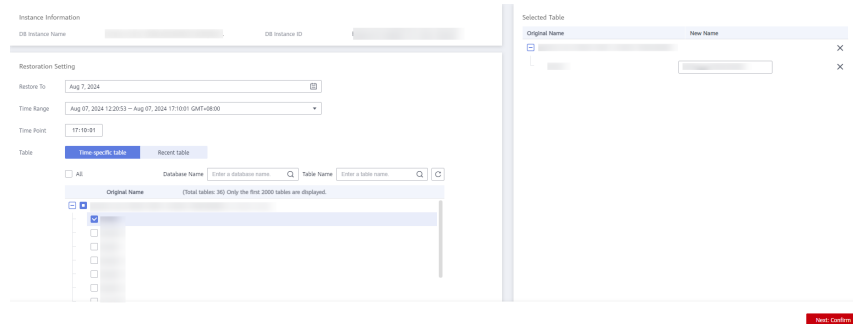 Instance Information
DB Instance Name
DB Instance ID
Restoration Setting
Restore To
Aug 7, 2024
Time Range
Aug 07, 2024 12:20:53 -- Aug 07, 2024 17:10:01 GMT+08:00
Time Point
17:10:01
Table
Time-specific table
Recent table
All
Database Name
Enter a database name.
Table Name
Enter a table name.
Original Name
(Total tables: 36) Only the first 2000 tables are displayed.
Selected Table
Original Name
New Name
Next: Confirm